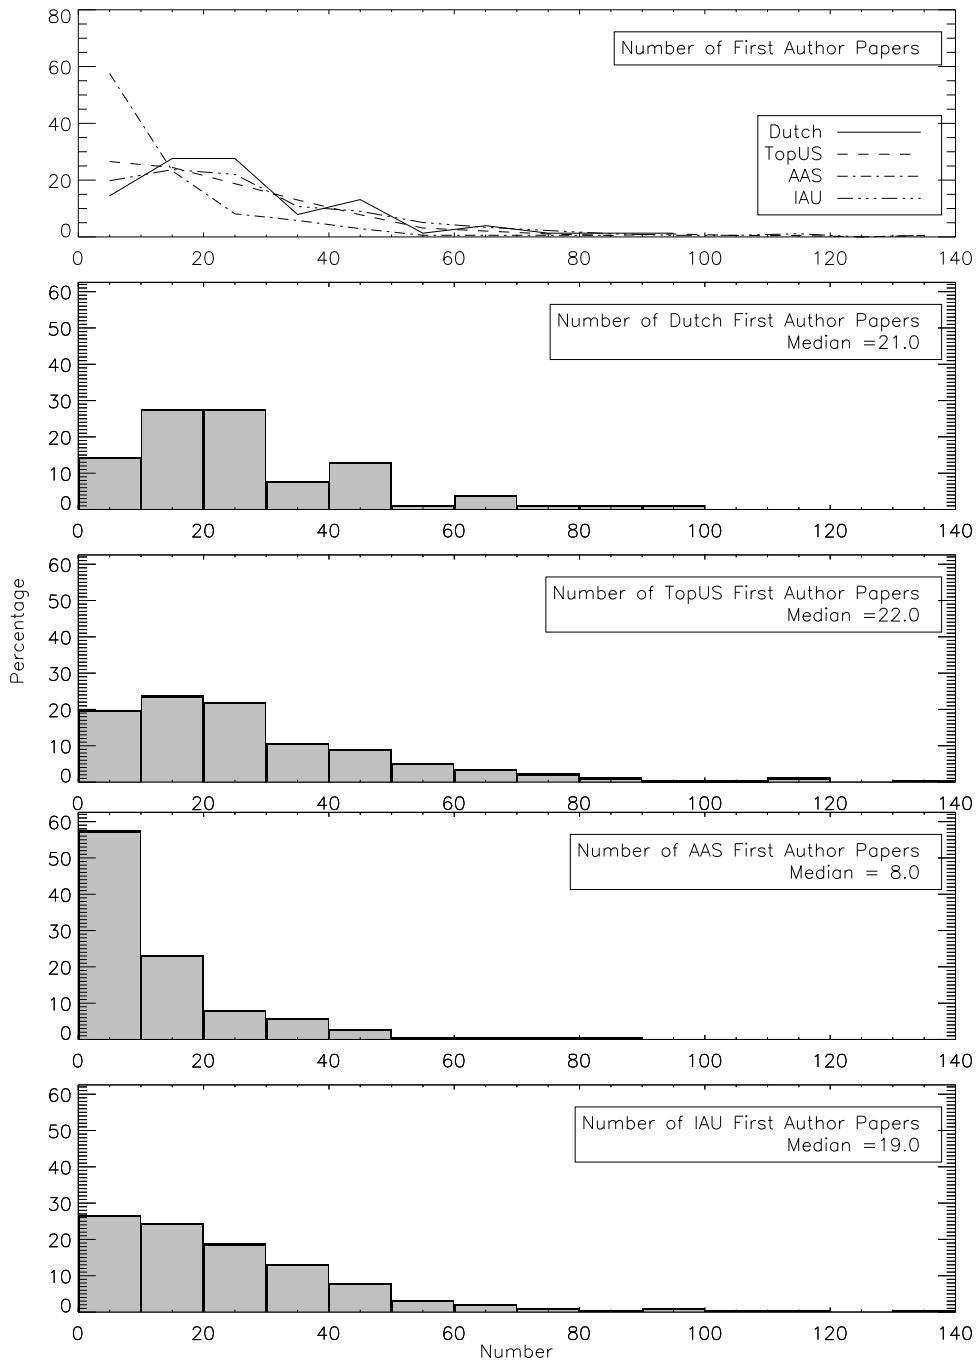 80
60
40
20
0
Number of First Author Papers
Dutch
TopUS
AAS
IAU
0 20 40 60 80 100 120 140
60
50
40
30
20
10
0
Number of Dutch First Author Papers
Median =21.0
0 20 40 60 80 100 120 140
Percentage
60
50
40
30
20
10
0
Number of TopUS First Author Papers
Median =22.0
0 20 40 60 80 100 120 140
60
50
40
30
20
10
0
Number of AAS First Author Papers
Median = 8.0
0 20 40 60 80 100 120 140
60
50
40
30
20
10
0
Number of IAU First Author Papers
Median =19.0
0 20 40 60 80 100 120 140
Number